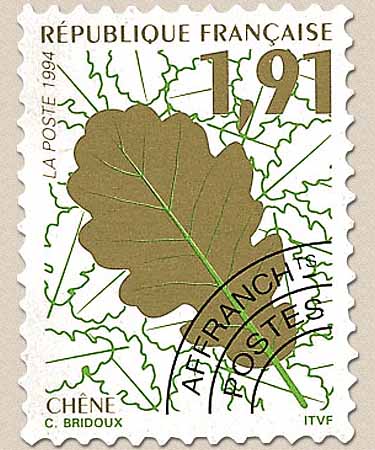 RÉPUBLIQUE FRANÇAISE
1,91
LA POSTE 1994
AFFRANCHTS
POSTES
CHÊNE
C. BRIDOUX
ITVF